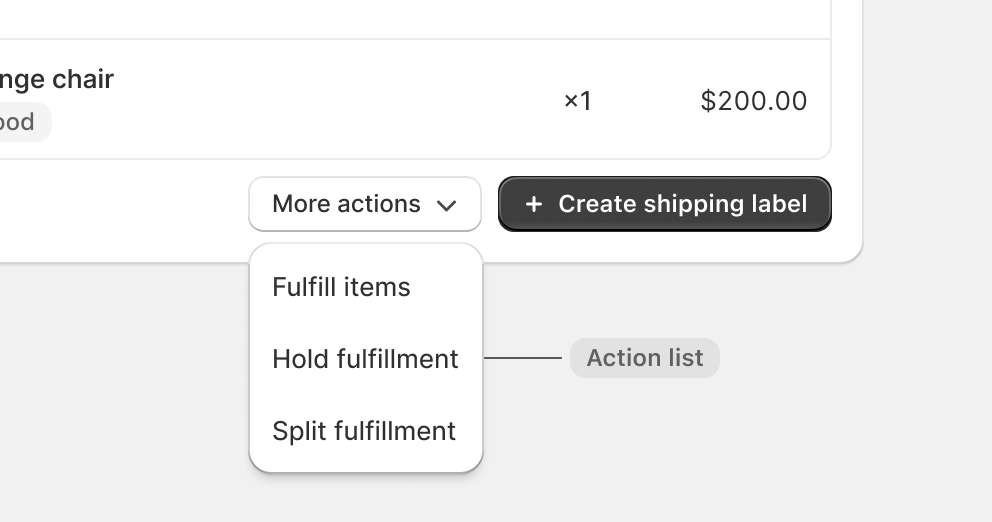 nge chair
ood
×1
$200.00
More actions
+ Create shipping label
Fulfill items
Hold fulfillment
Action list
Split fulfillment